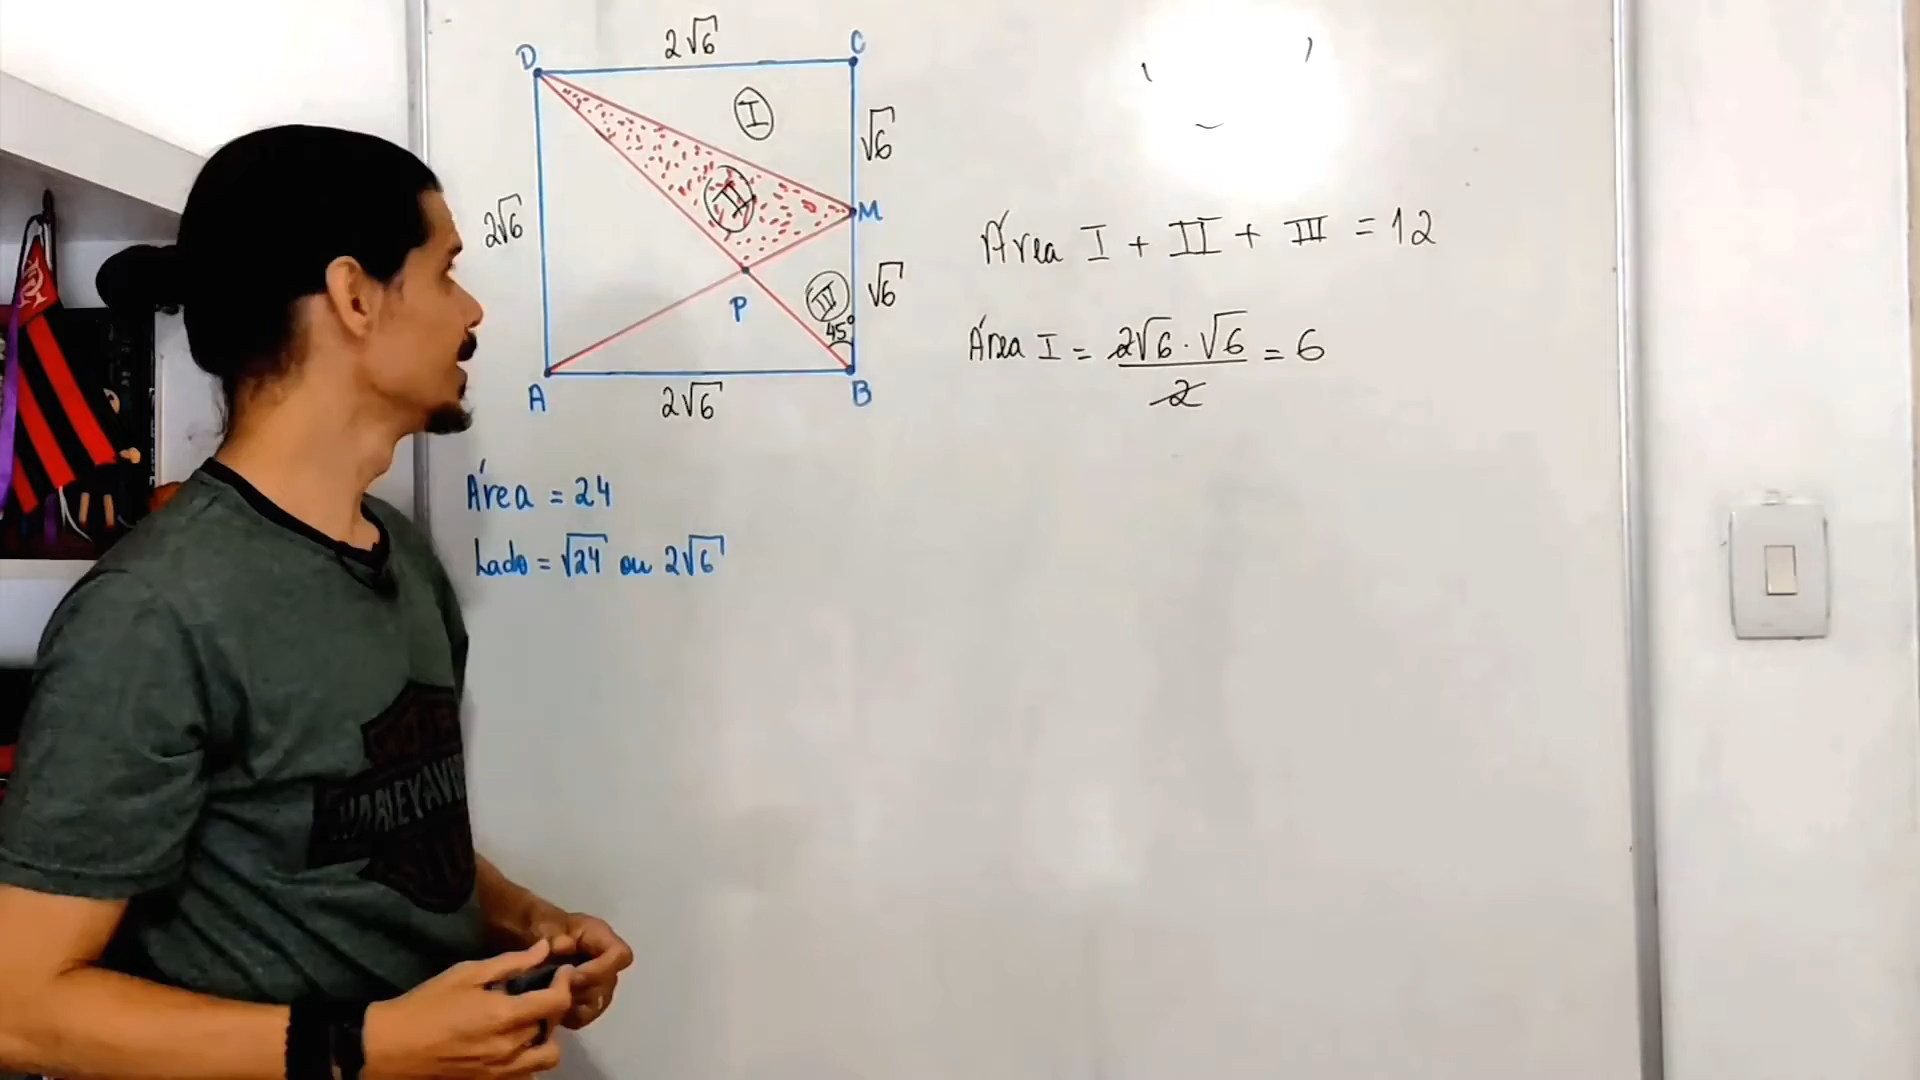 2√6
D
C
I
√6
2√6
II
M
Área I + II + III = 12
P
III
√6
45°
Área I = 2√6 · √6 / 2 = 6
A
2√6
B
Área = 24
Lado = √24 ou 2√6